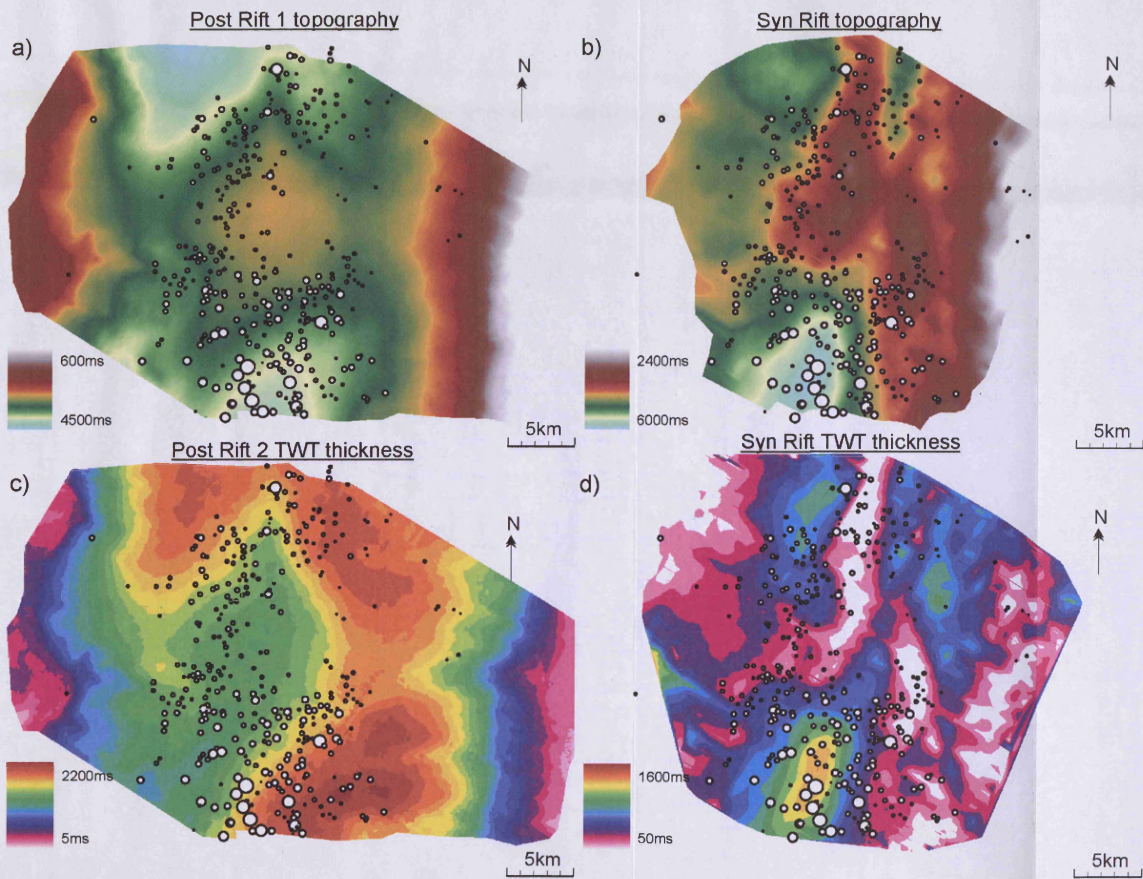 Post Rift 1 topography
a)
N
600ms
4500ms
5km
Syn Rift topography
b)
N
2400ms
6000ms
5km
Post Rift 2 TWT thickness
c)
N
2200ms
5ms
5km
Syn Rift TWT thickness
d)
N
1600ms
50ms
5km